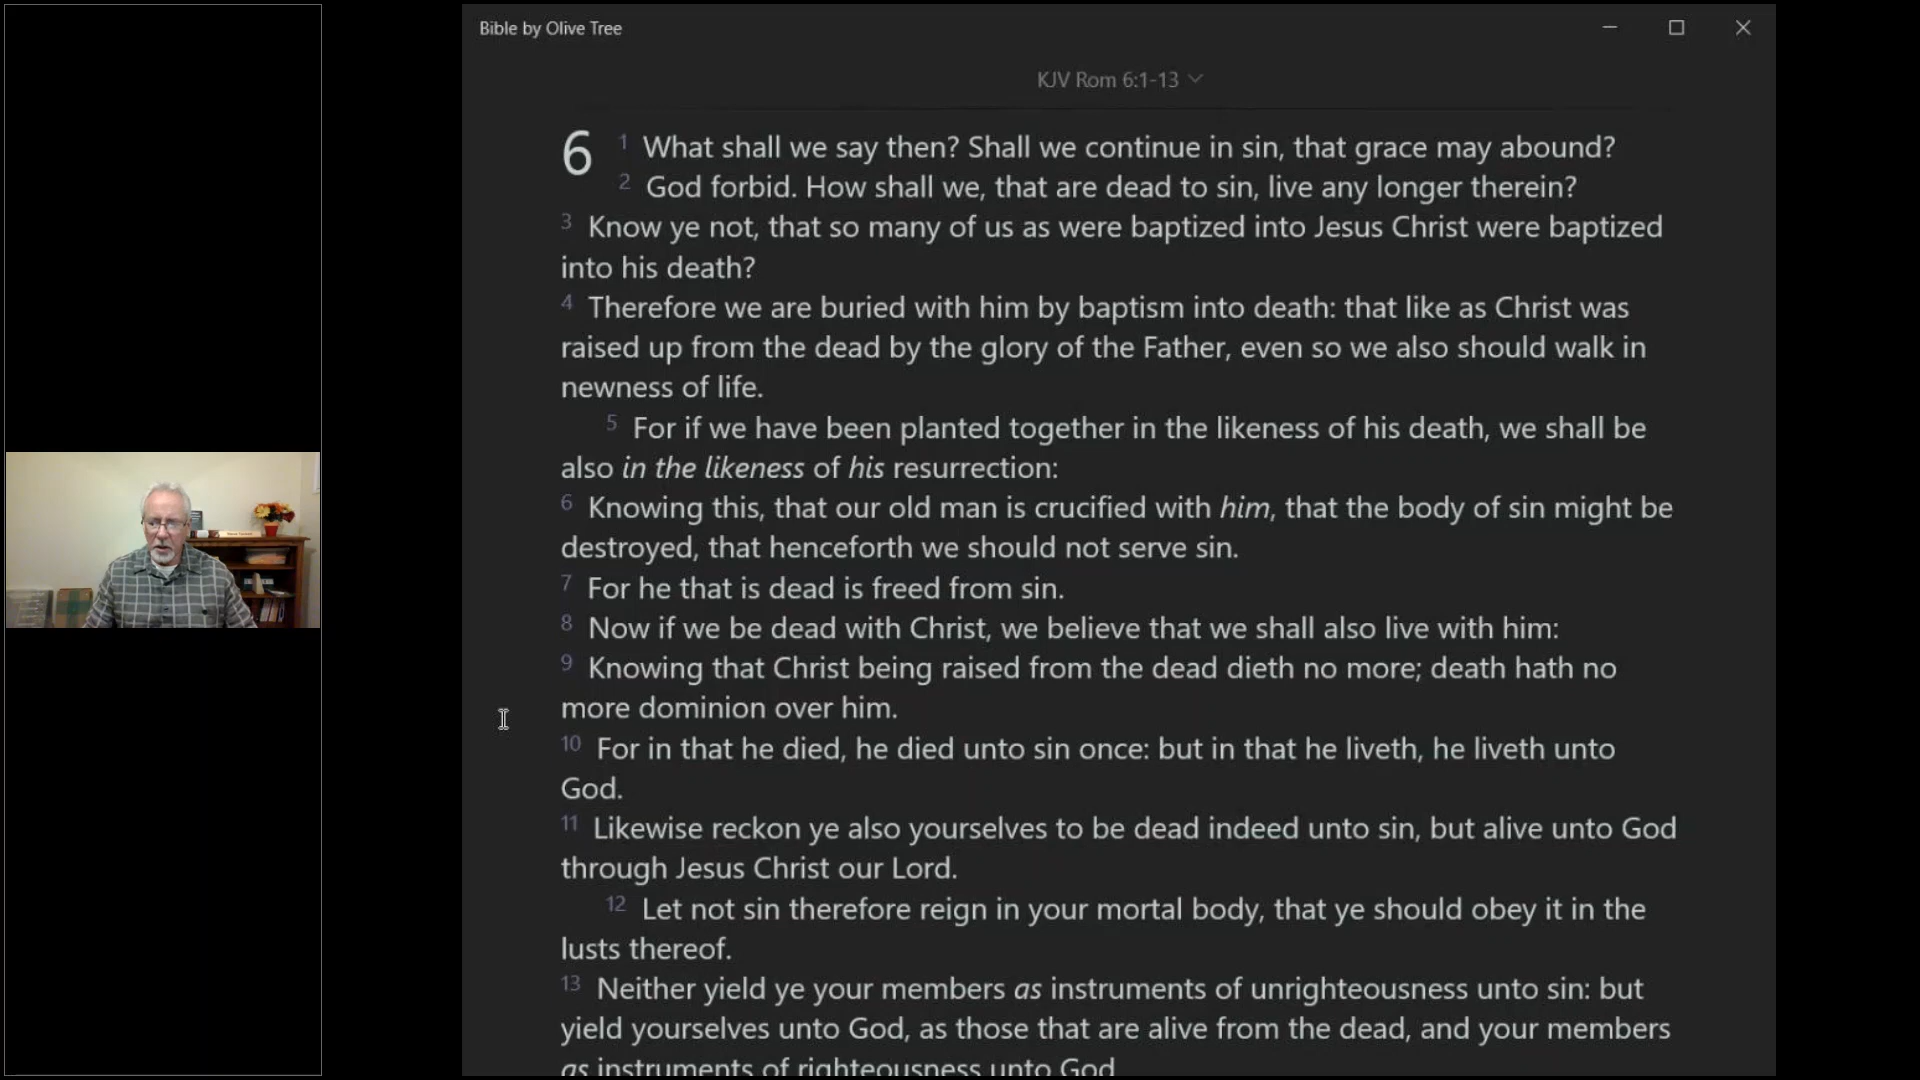 Bible by Olive Tree
KJV Rom 6:1-13
6 1 What shall we say then? Shall we continue in sin, that grace may abound?
2 God forbid. How shall we, that are dead to sin, live any longer therein?
3 Know ye not, that so many of us as were baptized into Jesus Christ were baptized
into his death?
4 Therefore we are buried with him by baptism into death: that like as Christ was
raised up from the dead by the glory of the Father, even so we also should walk in
newness of life.
5 For if we have been planted together in the likeness of his death, we shall be
also in the likeness of his resurrection:
6 Knowing this, that our old man is crucified with him, that the body of sin might be
destroyed, that henceforth we should not serve sin.
7 For he that is dead is freed from sin.
8 Now if we be dead with Christ, we believe that we shall also live with him:
9 Knowing that Christ being raised from the dead dieth no more; death hath no
more dominion over him.
10 For in that he died, he died unto sin once: but in that he liveth, he liveth unto
God.
11 Likewise reckon ye also yourselves to be dead indeed unto sin, but alive unto God
through Jesus Christ our Lord.
12 Let not sin therefore reign in your mortal body, that ye should obey it in the
lusts thereof.
13 Neither yield ye your members as instruments of unrighteousness unto sin: but
yield yourselves unto God, as those that are alive from the dead, and your members
as instruments of righteousness unto God